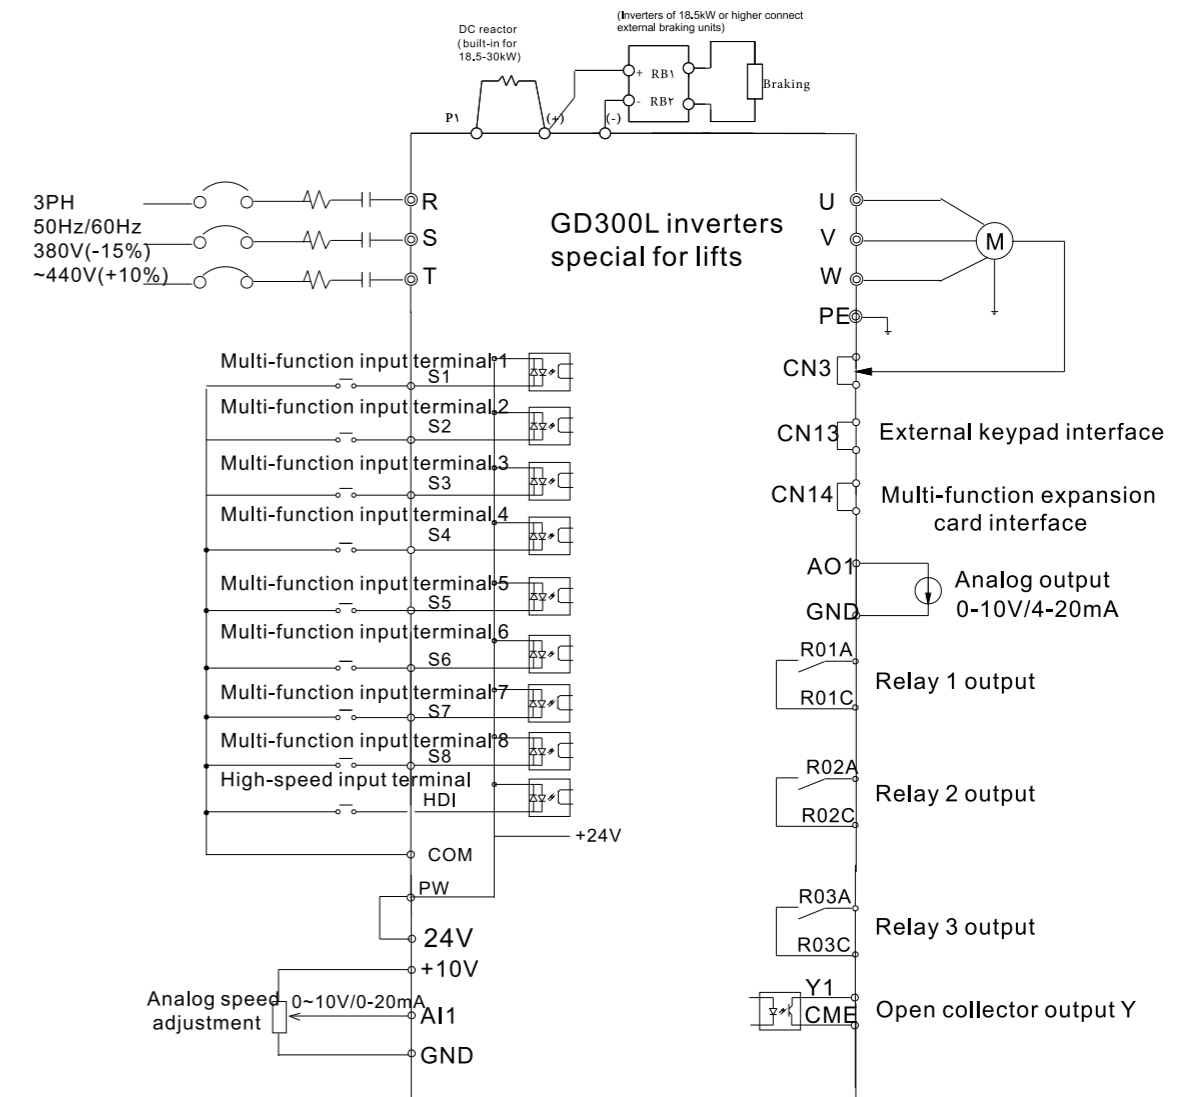 (Inverters of 18.5kW or higher connect
external braking units)
DC reactor
(built-in for
18.5-30kW)
+ RB۱
- RB۲
Braking
P۱
(+)
(-)
3PH
50Hz/60Hz
380V(-15%)
~440V(+10%)
R
S
T
GD300L inverters
special for lifts
U
V
W
PE
M
CN3
CN13
External keypad interface
CN14
Multi-function expansion
card interface
AO1
GND
Analog output
0-10V/4-20mA
R01A
R01C
Relay 1 output
R02A
R02C
Relay 2 output
R03A
R03C
Relay 3 output
Y1
CME
Open collector output Y
Multi-function input terminal 1
S1
Multi-function input terminal 2
S2
Multi-function input terminal 3
S3
Multi-function input terminal 4
S4
Multi-function input terminal 5
S5
Multi-function input terminal 6
S6
Multi-function input terminal 7
S7
Multi-function input terminal 8
S8
High-speed input terminal
HDI
+24V
COM
PW
24V
+10V
Analog speed
adjustment
0~10V/0-20mA
AI1
GND